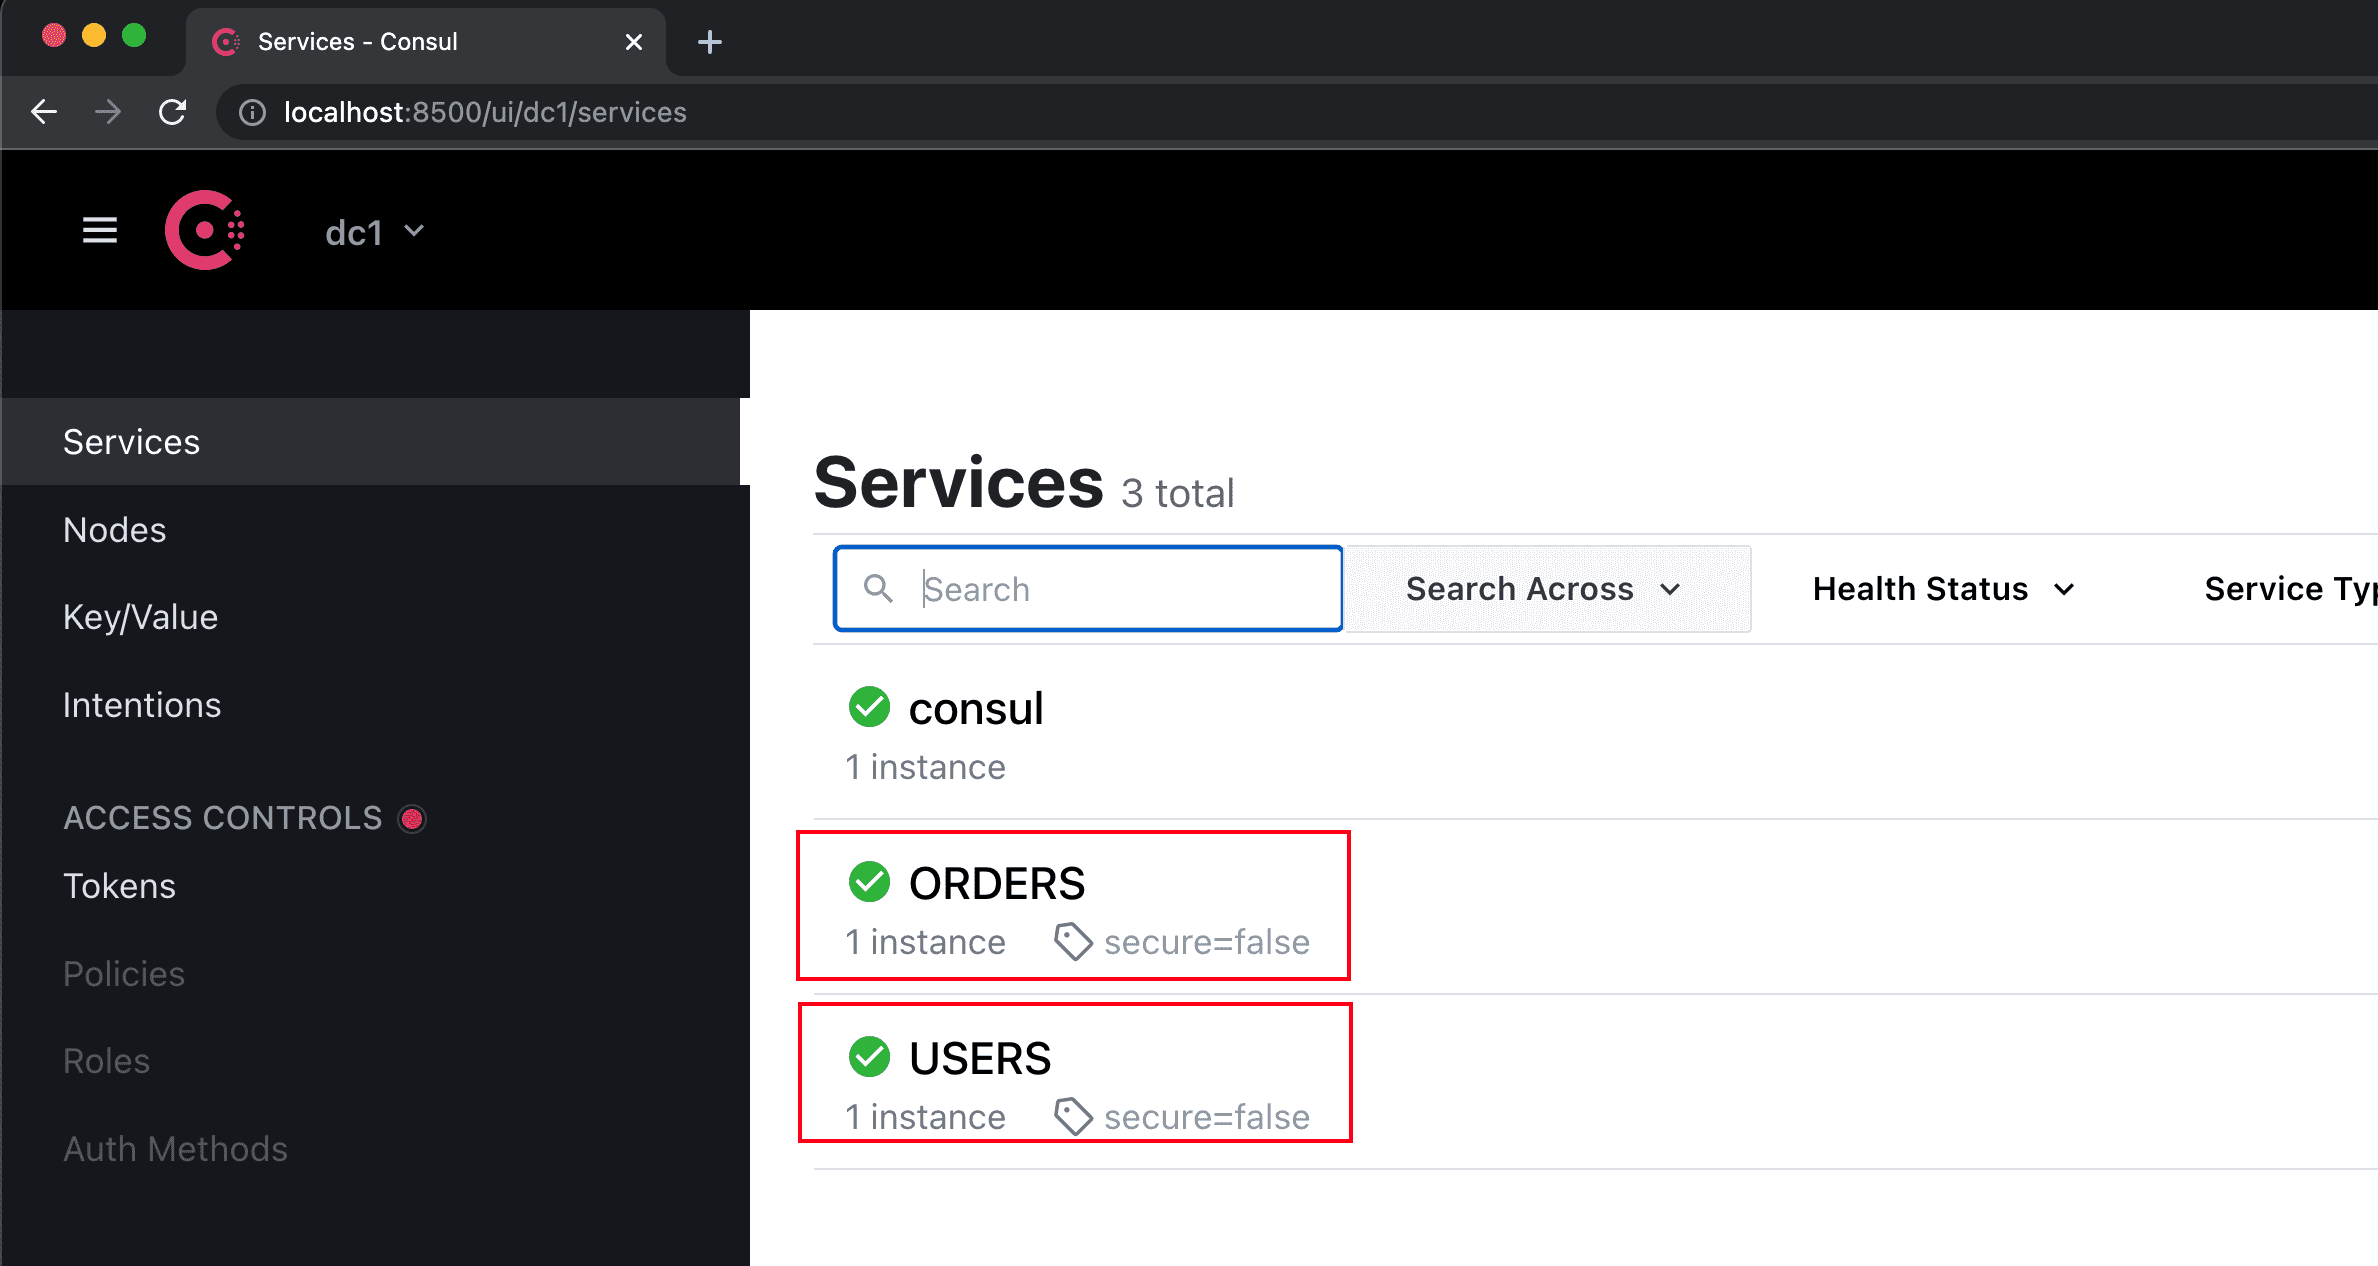 Services - Consul
localhost:8500/ui/dc1/services
dc1
Services
Nodes
Key/Value
Intentions
ACCESS CONTROLS
Tokens
Policies
Roles
Auth Methods
Services 3 total
Search
Search Across
Health Status
Service Typ
consul
1 instance
ORDERS
1 instance secure=false
USERS
1 instance secure=false